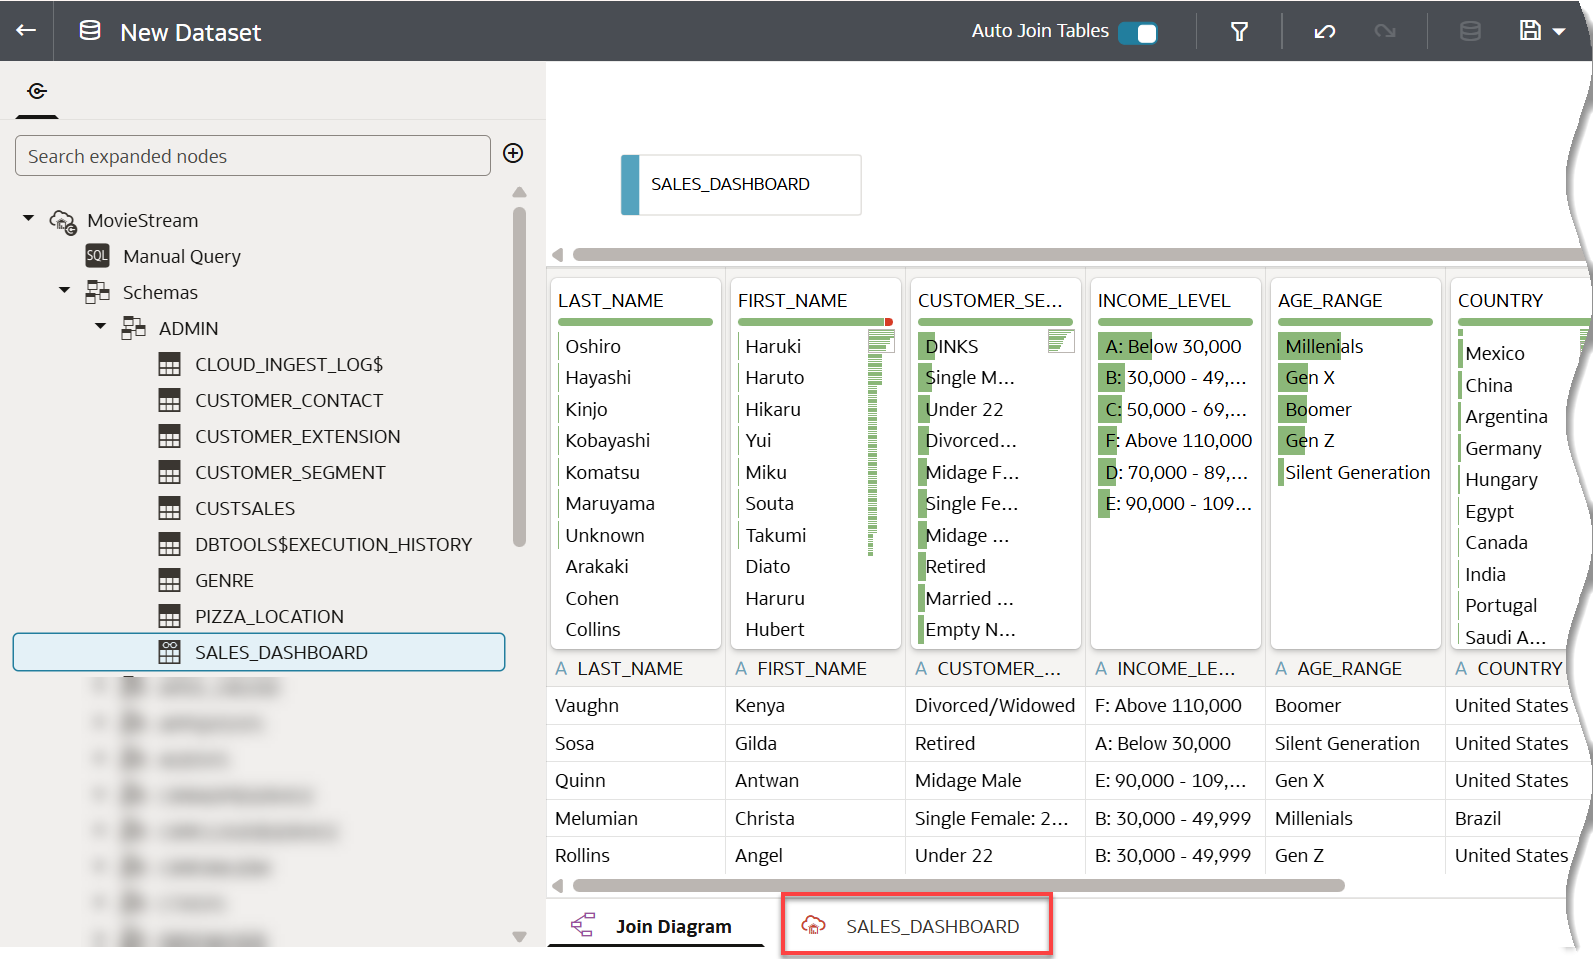 New Dataset
Auto Join Tables
Search expanded nodes
MovieStream
SQL Manual Query
Schemas
ADMIN
CLOUD_INGEST_LOG$
CUSTOMER_CONTACT
CUSTOMER_EXTENSION
CUSTOMER_SEGMENT
CUSTSALES
DBTOOLS$EXECUTION_HISTORY
GENRE
PIZZA_LOCATION
SALES_DASHBOARD
SALES_DASHBOARD
LAST_NAME
Oshiro
Hayashi
Kinjo
Kobayashi
Komatsu
Maruyama
Unknown
Arakaki
Cohen
Collins
FIRST_NAME
Haruki
Haruto
Hikaru
Yui
Miku
Souta
Takumi
Diato
Haruru
Hubert
CUSTOMER_SE...
DINKS
Single M...
Under 22
Divorced...
Midage F...
Single Fe...
Midage ...
Retired
Married ...
Empty N...
INCOME_LEVEL
A: Below 30,000
B: 30,000 - 49,...
C: 50,000 - 69,...
F: Above 110,000
D: 70,000 - 89,...
E: 90,000 - 109...
AGE_RANGE
Millenials
Gen X
Boomer
Gen Z
Silent Generation
COUNTRY
Mexico
China
Argentina
Germany
Hungary
Egypt
Canada
India
Portugal
Saudi A...
A LAST_NAME A FIRST_NAME A CUSTOMER_... A INCOME_LE... A AGE_RANGE A COUNTRY
Vaughn Kenya Divorced/Widowed F: Above 110,000 Boomer United States
Sosa Gilda Retired A: Below 30,000 Silent Generation United States
Quinn Antwan Midage Male E: 90,000 - 109,... Gen X United States
Melumian Christa Single Female: 2... B: 30,000 - 49,999 Millenials Brazil
Rollins Angel Under 22 B: 30,000 - 49,999 Gen Z United States
Join Diagram SALES_DASHBOARD